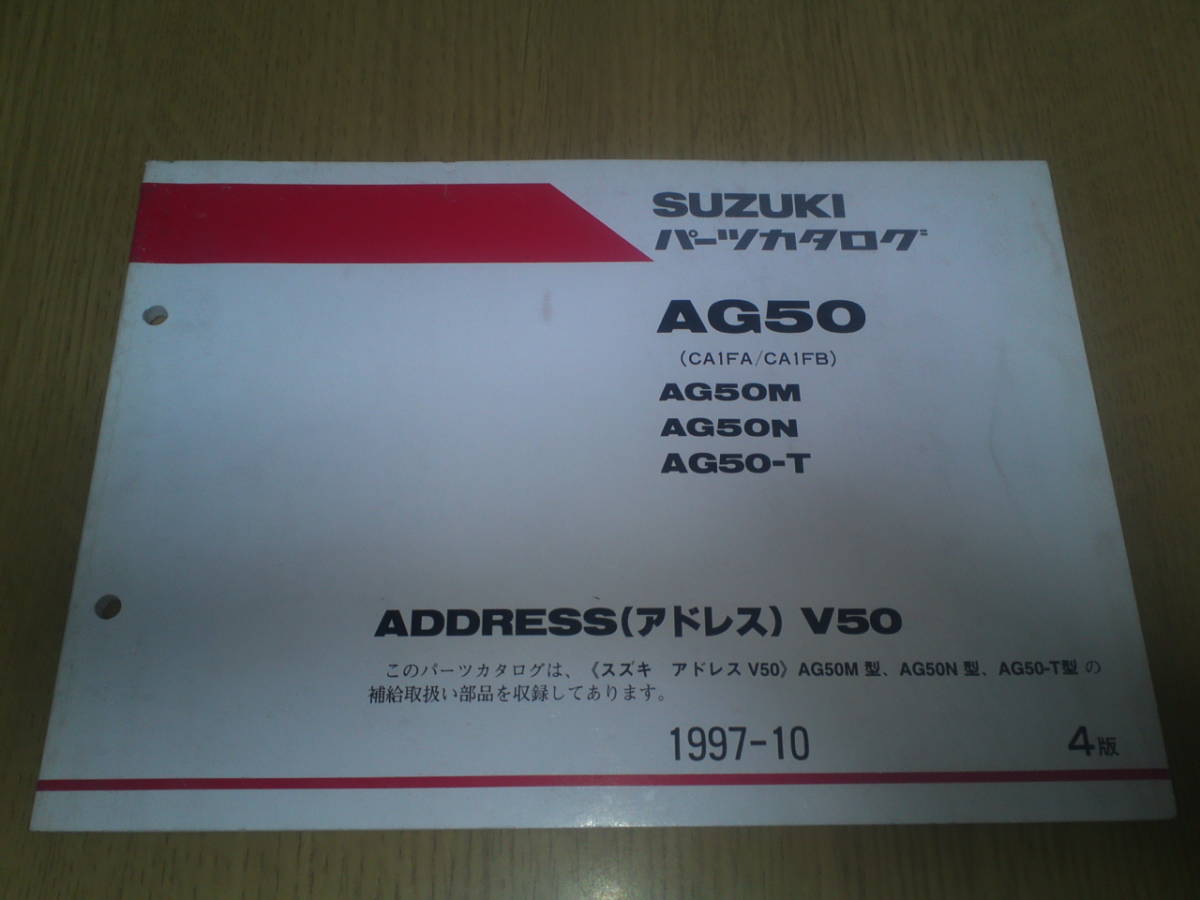 SUZUKI
パーツカタログ
AG50
(CA1FA/CA1FB)
AG50M
AG50N
AG50-T
ADDRESS(アドレス) V50
このパーツカタログは、《スズキ　アドレス V50》AG50M 型、AG50N 型、AG50-T型 の
補給取扱い部品を収録してあります。
1997-10 4版